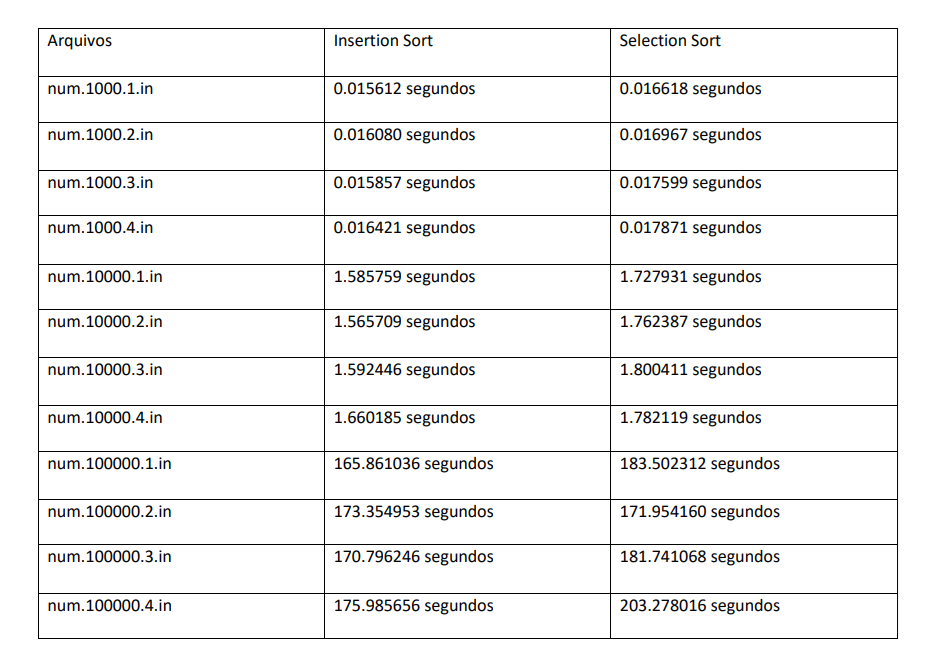 Arquivos Insertion Sort Selection Sort
num.1000.1.in 0.015612 segundos 0.016618 segundos
num.1000.2.in 0.016080 segundos 0.016967 segundos
num.1000.3.in 0.015857 segundos 0.017599 segundos
num.1000.4.in 0.016421 segundos 0.017871 segundos
num.10000.1.in 1.585759 segundos 1.727931 segundos
num.10000.2.in 1.565709 segundos 1.762387 segundos
num.10000.3.in 1.592446 segundos 1.800411 segundos
num.10000.4.in 1.660185 segundos 1.782119 segundos
num.100000.1.in 165.861036 segundos 183.502312 segundos
num.100000.2.in 173.354953 segundos 171.954160 segundos
num.100000.3.in 170.796246 segundos 181.741068 segundos
num.100000.4.in 175.985656 segundos 203.278016 segundos